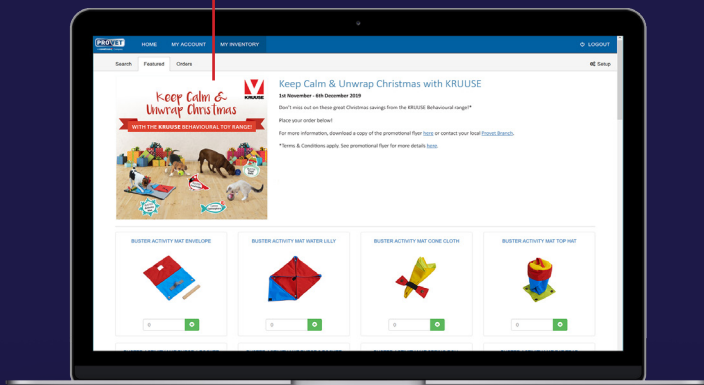 PROVET
HOME MY ACCOUNT MY INVENTORY LOGOUT
Search Featured Orders Setup
Keep Calm &
Unwrap Christmas
WITH THE KRUUSE BEHAVIOURAL TOY RANGE!
KRUUSE
Keep Calm & Unwrap Christmas with KRUUSE
1st November - 6th December 2019
Don't miss out on these great Christmas savings from the KRUUSE Behavioural range!*
Place your order below!
For more information, download a copy of the promotional flyer here or contact your local Provet Branch.
*Terms & Conditions apply. See promotional flyer for more details here.
BUSTER ACTIVITY MAT ENVELOPE
BUSTER ACTIVITY MAT WATER LILLY
BUSTER ACTIVITY MAT CONE CLOTH
BUSTER ACTIVITY MAT TOP HAT
0
0
0
0